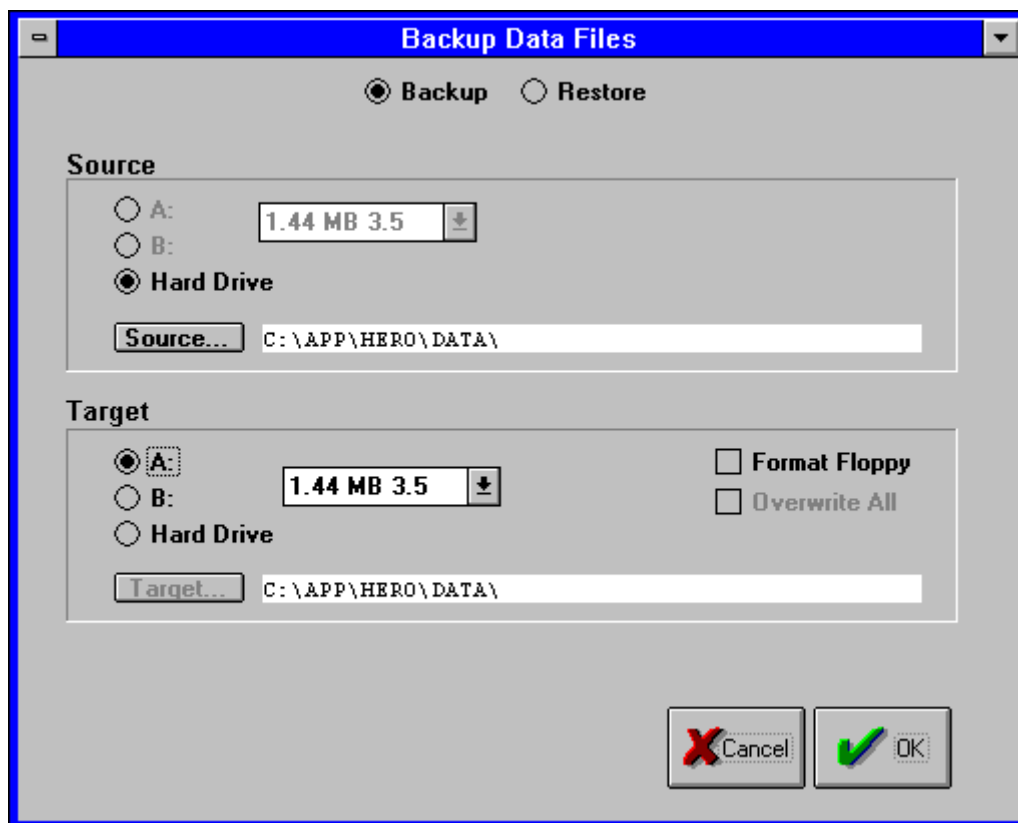 Backup Data Files
Backup Restore
Source
A:
1.44 MB 3.5
B:
Hard Drive
Source... C:\APP\HERO\DATA\
Target
A:
1.44 MB 3.5
Format Floppy
B:
Overwrite All
Hard Drive
Target... C:\APP\HERO\DATA\
Cancel OK